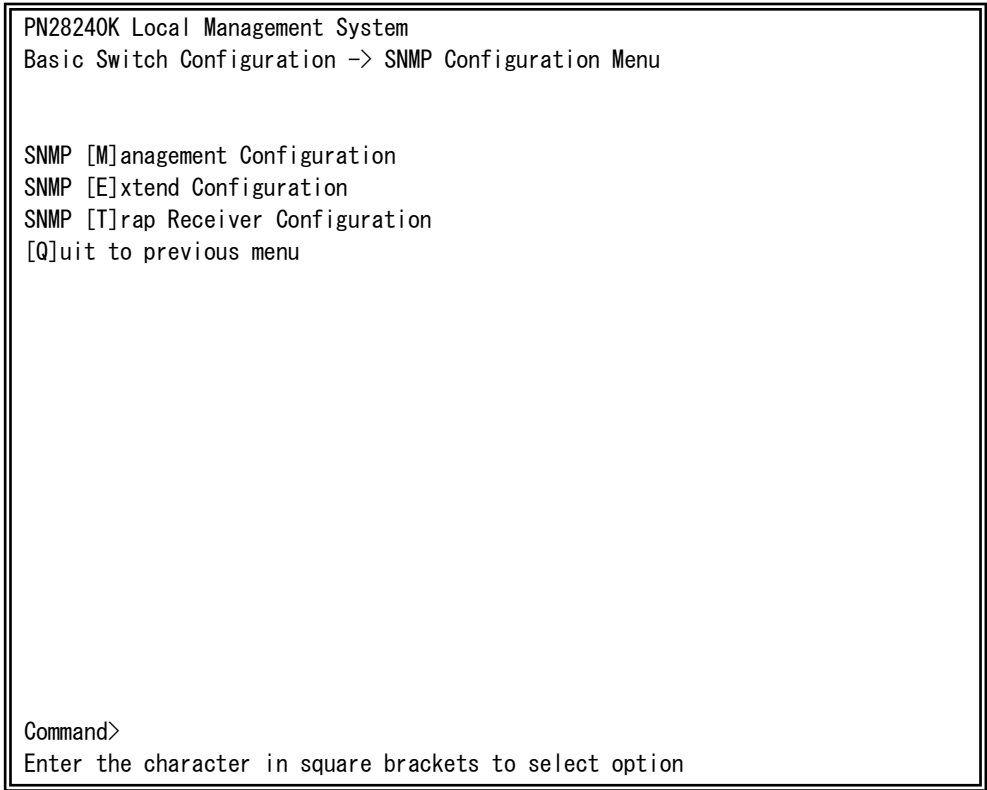 PN28240K Local Management System
Basic Switch Configuration -> SNMP Configuration Menu
SNMP [M]anagement Configuration
SNMP [E]xtend Configuration
SNMP [T]rap Receiver Configuration
[Q]uit to previous menu
Command>
Enter the character in square brackets to select option